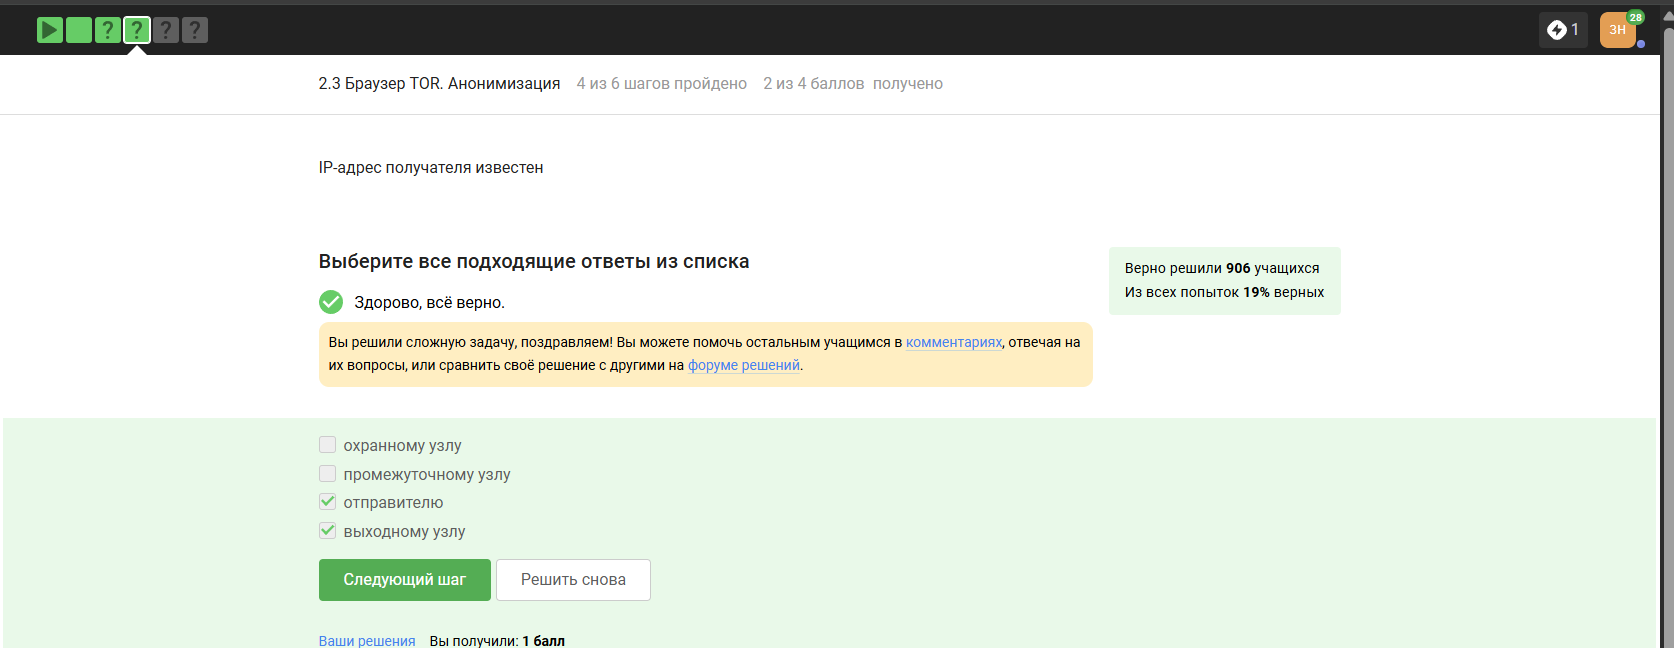 ? ? ? ?
1
ЗН
28
2.3 Браузер TOR. Анонимизация 4 из 6 шагов пройдено 2 из 4 баллов получено
IP-адрес получателя известен
Выберите все подходящие ответы из списка
Здорово, всё верно.
Верно решили 906 учащихся
Из всех попыток 19% верных
Вы решили сложную задачу, поздравляем! Вы можете помочь остальным учащимся в комментариях, отвечая на
их вопросы, или сравнить своё решение с другими на форуме решений.
охранному узлу
промежуточному узлу
отправителю
выходному узлу
Следующий шаг Решить снова
Ваши решения Вы получили: 1 балл